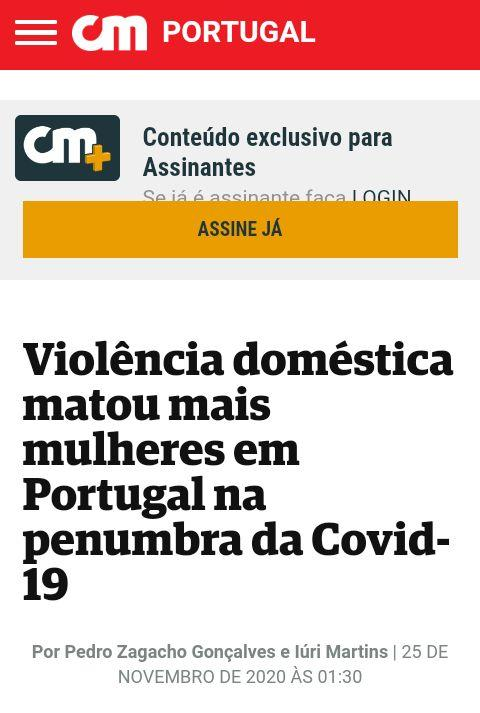 cm PORTUGAL
cm+
Conteúdo exclusivo para
Assinantes
Se já é assinante faça LOGIN
ASSINE JÁ
Violência doméstica
matou mais
mulheres em
Portugal na
penumbra da Covid-
19
Por Pedro Zagacho Gonçalves e Iúri Martins | 25 DE
NOVEMBRO DE 2020 ÀS 01:30